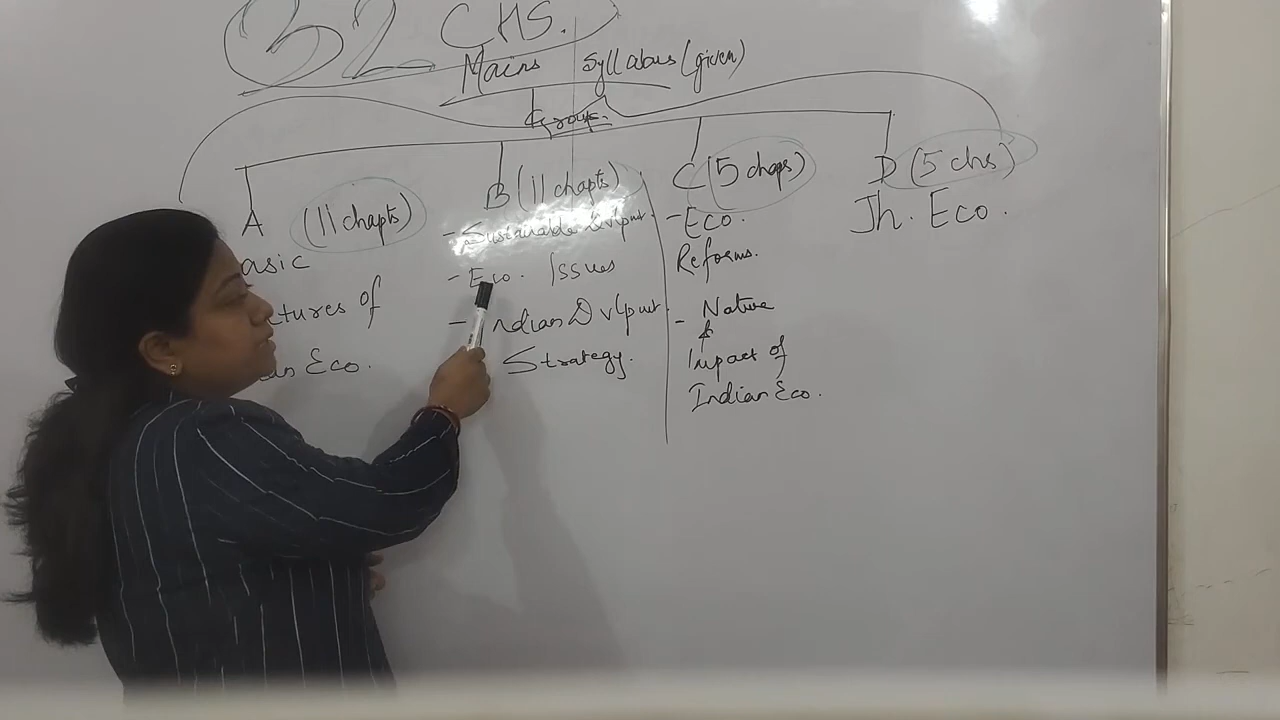 32 CHS.
Mains Syllabus (given)
Groups.
A (11 chapts)
asic
tures of
Eco.
B (11 chapts)
- Sustainable Dvlpmt.
- Eco. Issues
- Indian Dvlpmt
Strategy.
C (5 chaps)
- Eco.
Reforms.
- Nature
&
Impact of
Indian Eco.
D (5 chs)
Jh. Eco.